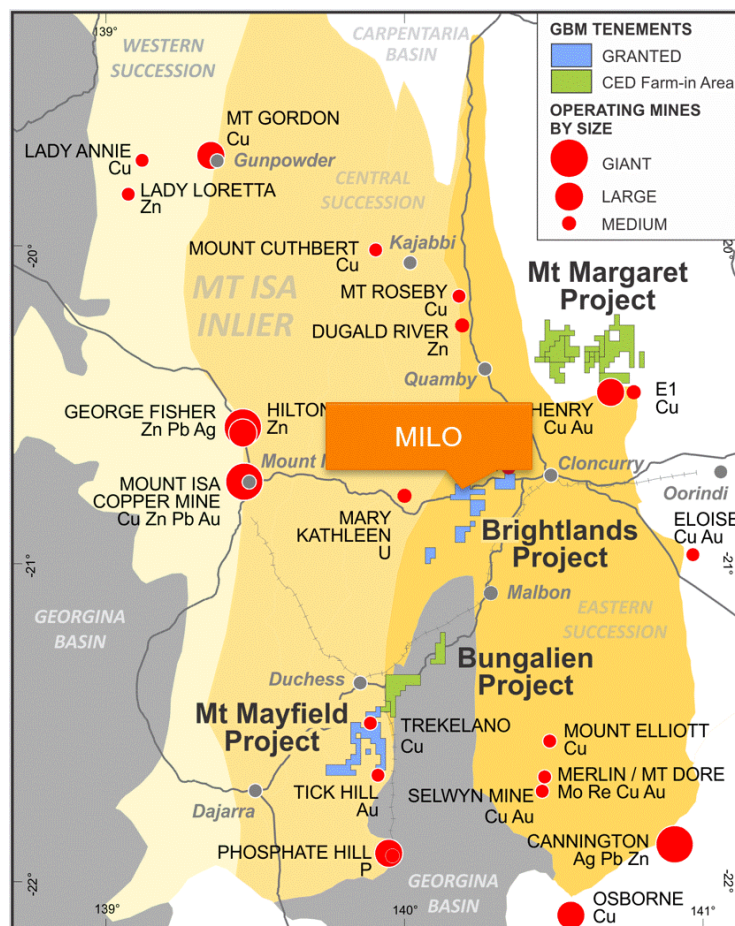 139°
140°
WESTERN
SUCCESSION
CARPENTARIA
BASIN
GBM TENEMENTS
GRANTED
CED Farm-in Area
OPERATING MINES
BY SIZE
GIANT
LARGE
MEDIUM
MT GORDON
Cu
Gunpowder
LADY ANNIE
Cu
LADY LORETTA
Zn
CENTRAL
SUCCESSION
-20°
20°
MOUNT CUTHBERT
Cu
Kajabbi
MT ISA
INLIER
MT ROSEBY
Cu
DUGALD RIVER
Zn
Mt Margaret
Project
Quamby
E1
Cu
GEORGE FISHER
Zn Pb Ag
HILTON
Zn
HENRY
Cu Au
MILO
Mount I
Cloncurry
Oorindi
MOUNT ISA
COPPER MINE
Cu Zn Pb Au
MARY
KATHLEEN
U
Brightlands
Project
ELOISE
Cu Au
-21°
-21°
Malbon
GEORGINA
BASIN
EASTERN
SUCCESSION
Bungalien
Project
Duchess
Mt Mayfield
Project
TREKELANO
Cu
MOUNT ELLIOTT
Cu
MERLIN / MT DORE
Mo Re Cu Au
TICK HILL
Au
SELWYN MINE
Cu Au
Dajarra
CANNINGTON
Ag Pb Zn
PHOSPHATE HILL
P
-22°
-22°
GEORGINA
BASIN
OSBORNE
Cu
139°
140°
141°